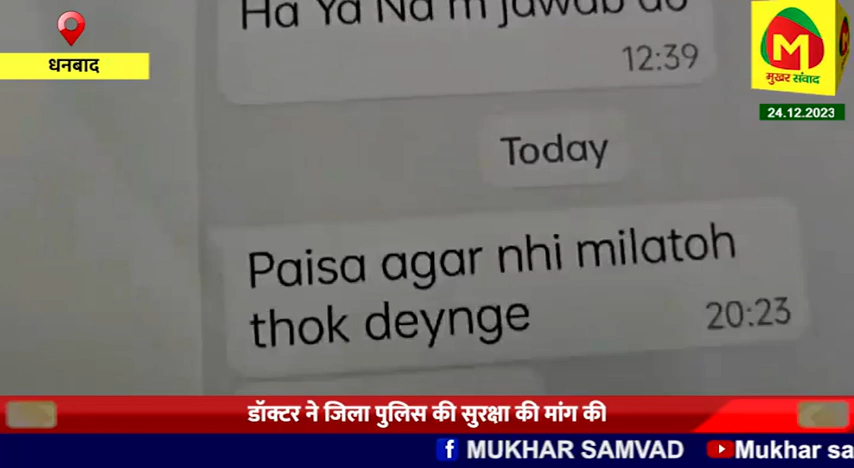 Ha Ya Na m jawab do
12:39
धनबाद
M
मुखर संवाद
24.12.2023
Today
Paisa agar nhi milatoh
thok deynge
20:23
डॉक्टर ने जिला पुलिस की सुरक्षा की मांग की
f MUKHAR SAMVAD
Mukhar sa